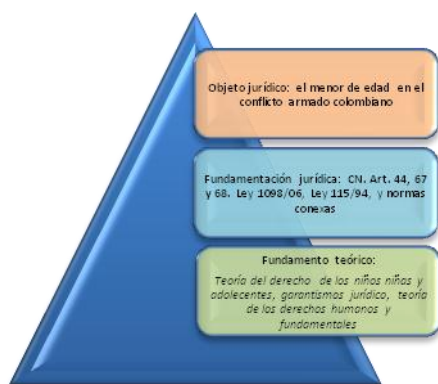 Objeto jurídico: el menor de edad en el
conflicto armado colombiano
Fundamentación jurídica: CN. Art. 44, 67
y 68. Ley 1098/06, Ley 115/94, y normas
conexas
Fundamento teórico:
Teoría del derecho de los niños niñas y
adolecentes, garantismos jurídico, teoría
de los derechos humanos y
fundamentales